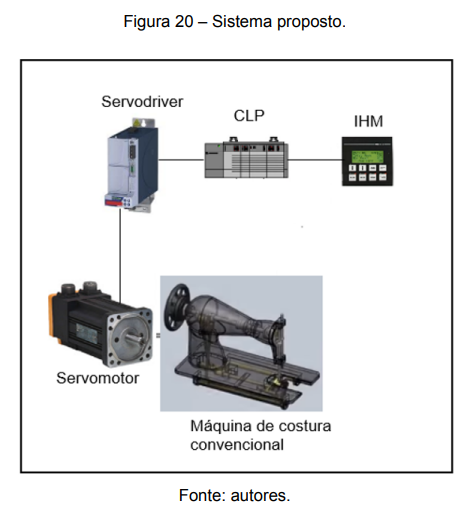 Figura 20 – Sistema proposto.
Servodriver
CLP
IHM
Servomotor
Máquina de costura
convencional
Fonte: autores.